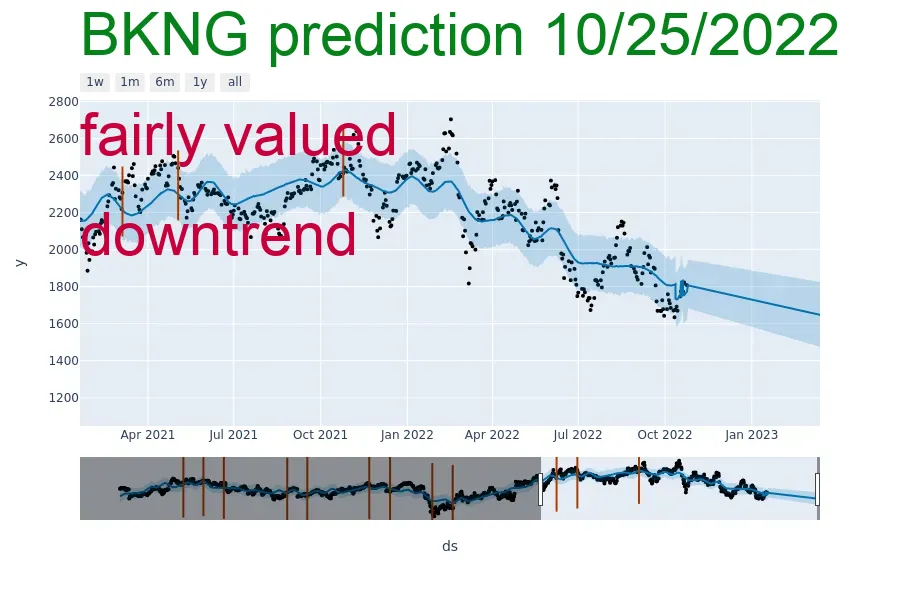 BKNG prediction 10/25/2022
1w 1m 6m 1y all
2800
fairly valued
2600
2400
2200
downtrend
2000
y
1800
1600
1400
1200
Apr 2021 Jul 2021 Oct 2021 Jan 2022 Apr 2022 Jul 2022 Oct 2022 Jan 2023
ds